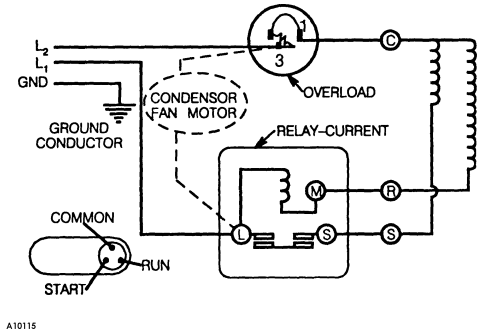 1
L2
3
C
L1
GND
OVERLOAD
CONDENSOR
FAN MOTOR
GROUND
CONDUCTOR
RELAY-CURRENT
M
R
L
S
S
COMMON
RUN
START
A10115